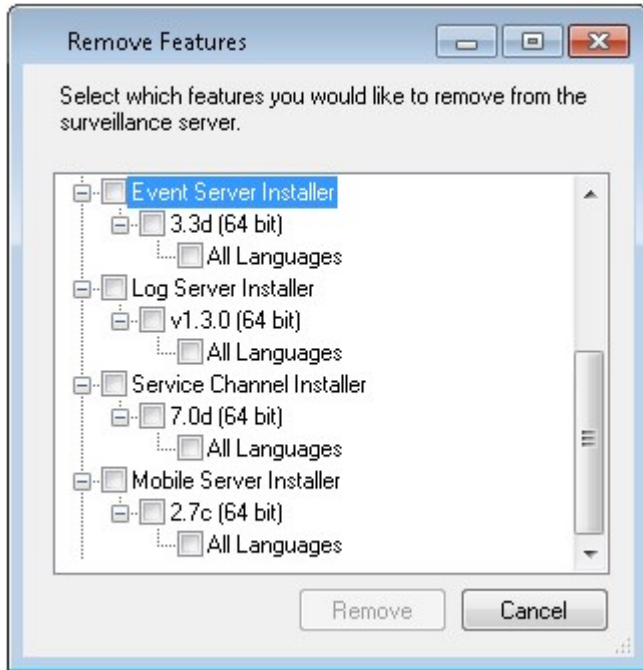 Remove Features
Select which features you would like to remove from the
surveillance server.
Event Server Installer
3.3d (64 bit)
All Languages
Log Server Installer
v1.3.0 (64 bit)
All Languages
Service Channel Installer
7.0d (64 bit)
All Languages
Mobile Server Installer
2.7c (64 bit)
All Languages
Remove
Cancel